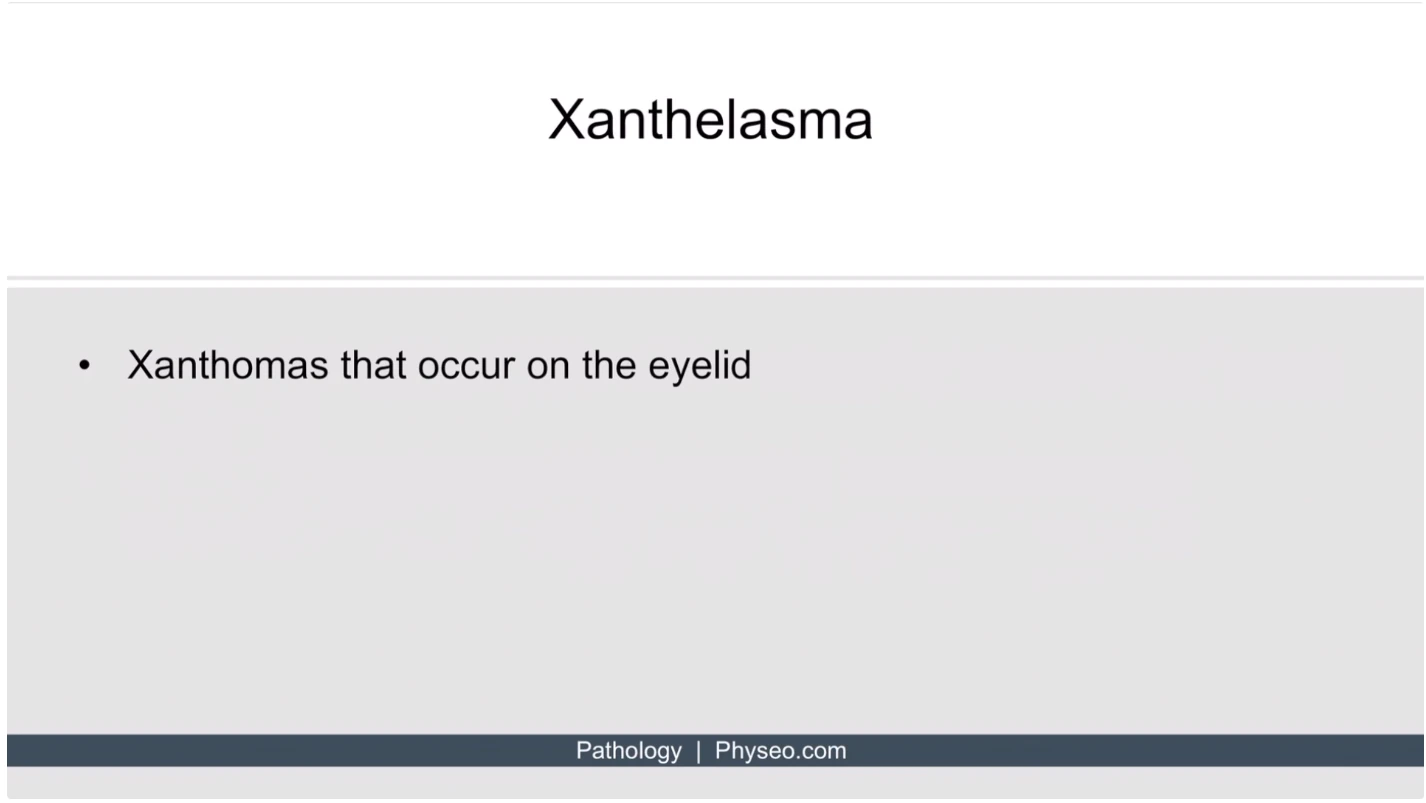 Xanthelasma
• Xanthomas that occur on the eyelid
Pathology | Physeo.com